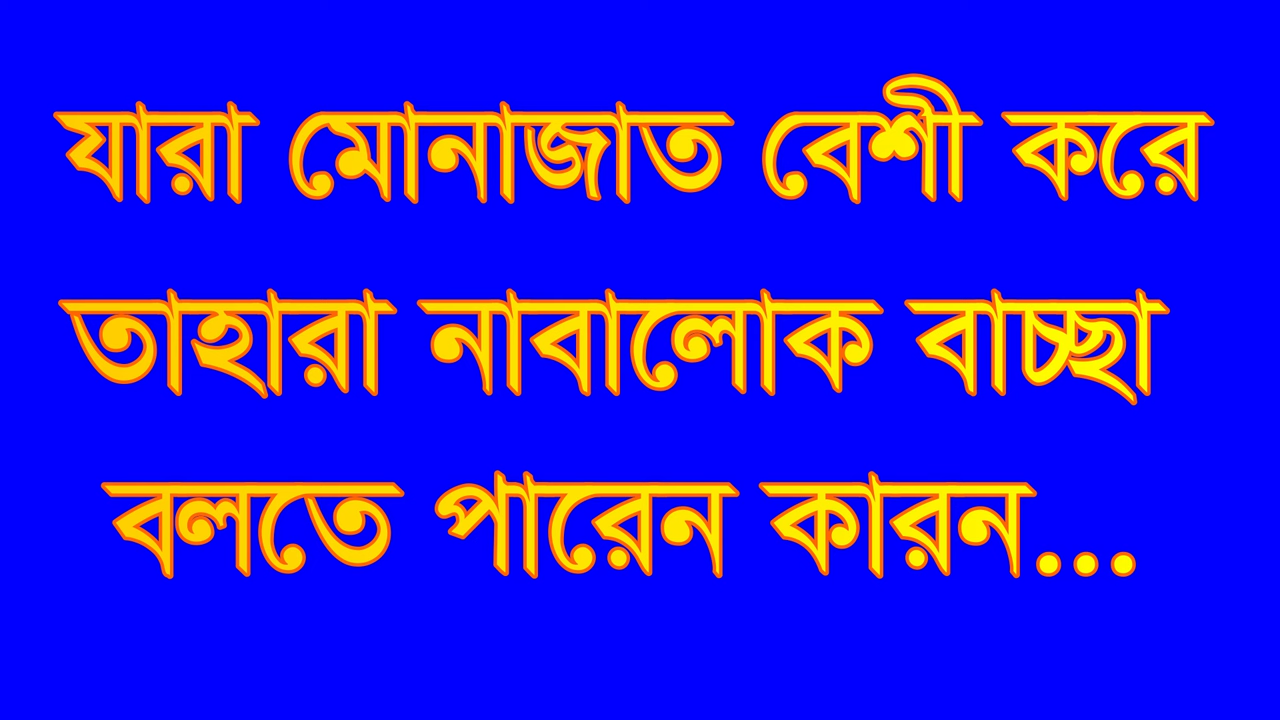 যারা মোনাজাত বেশী করে
তাহারা নাবালোক বাচ্ছা
বলতে পারেন কারন...